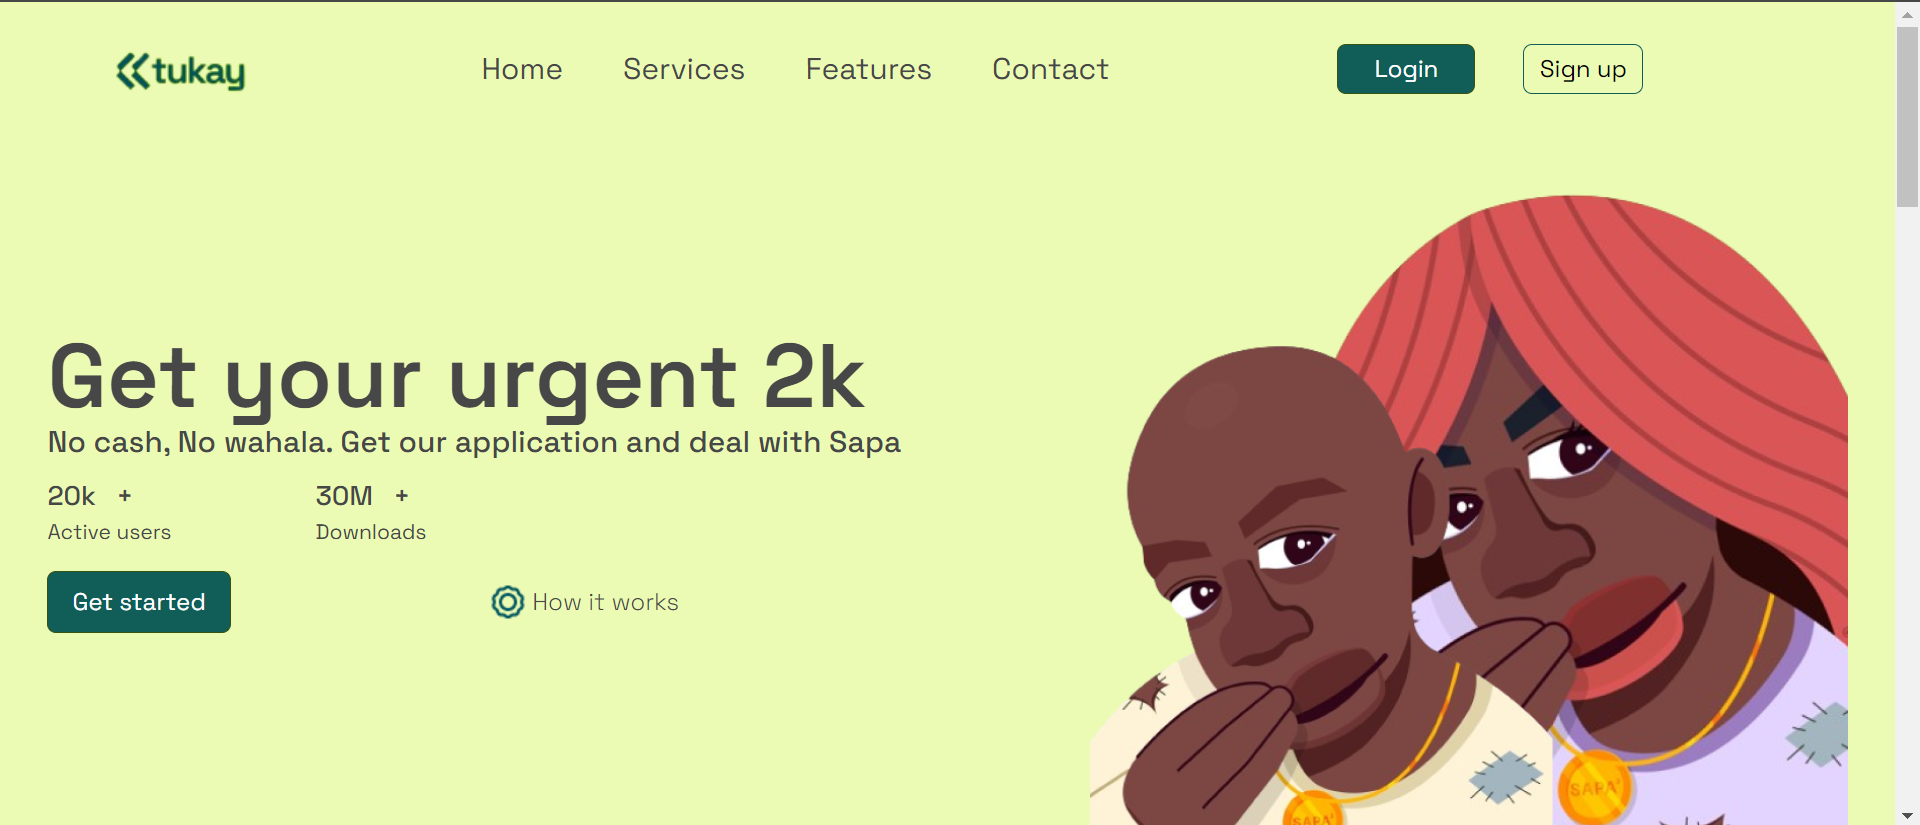 tukay
Home Services Features Contact
Login
Sign up
Get your urgent 2k
No cash, No wahala. Get our application and deal with Sapa
20k +
30M +
Active users
Downloads
Get started
How it works
SAPA'
SAPA'